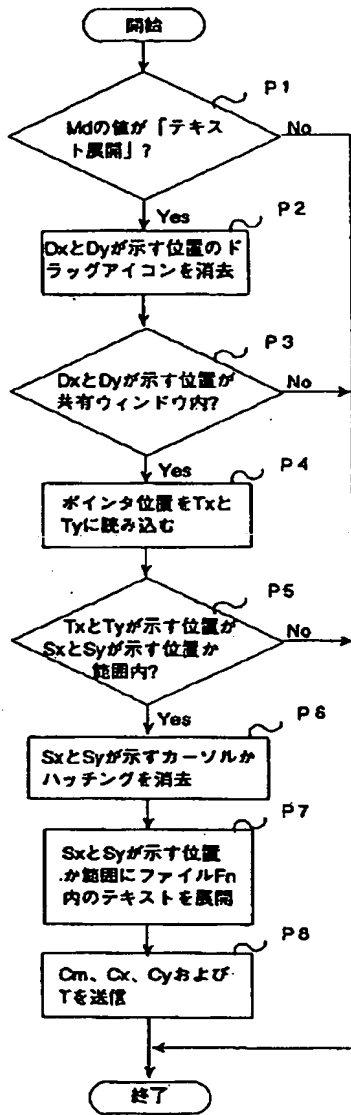 開始
P1
Mdの値が「テキス
ト展開」?
No
Yes
P2
DxとDyが示す位置のド
ラッグアイコンを消去
P3
DxとDyが示す位置が
共有ウィンドウ内?
No
Yes
P4
ポインタ位置をTxと
Tyに読み込む
P5
TxとTyが示す位置が
SxとSyが示す位置か
範囲内?
No
Yes
P6
SxとSyが示すカーソルか
ハッチングを消去
P7
SxとSyが示す位置
か範囲にファイルFn
内のテキストを展開
P8
Cm、Cx、Cyおよび
Tを送信
終了